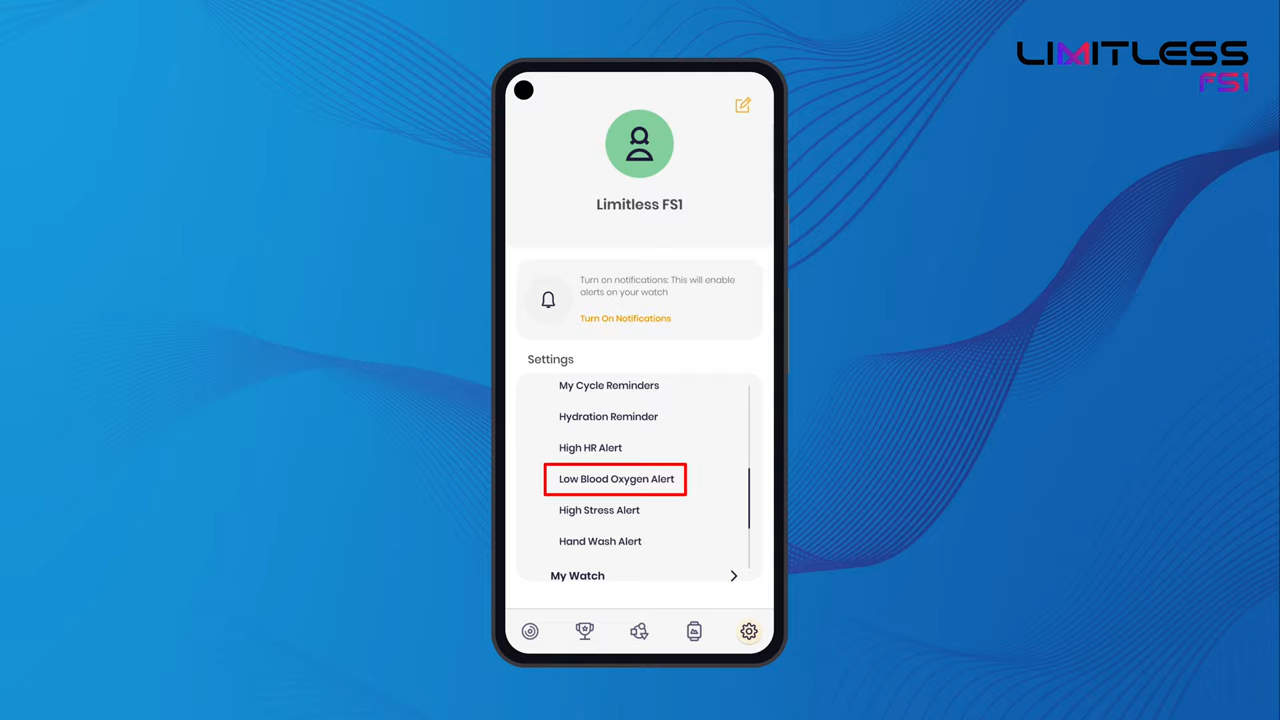 LIMITLESS
FS1
Limitless FS1
Turn on notifications: This will enable
alerts on your watch
Turn On Notifications
Settings
My Cycle Reminders
Hydration Reminder
High HR Alert
Low Blood Oxygen Alert
High Stress Alert
Hand Wash Alert
My Watch